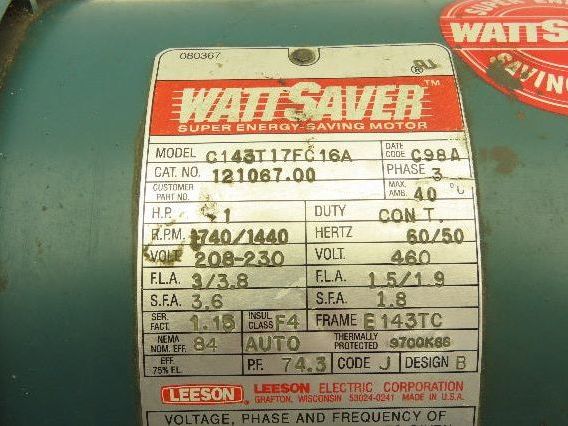 SUPER ENERGY
WATTS
SAVING
080367
®
WATTSAVER™
SUPER ENERGY-SAVING MOTOR
MODEL C143T17FC16A DATE CODE C98A
CAT. NO. 121067.00 PHASE 3
CUSTOMER PART NO. MAX. AMB. 40 °C
H.P. 1 DUTY CONT.
R.P.M. 1740/1440 HERTZ 60/50
VOLT 208-230 VOLT 460
F.L.A. 3/3.8 F.L.A. 1.5/1.9
S.F.A. 3.6 S.F.A. 1.8
SER. FACT. 1.15 INSUL CLASS F4 FRAME E143TC
NEMA NOM. EFF. 84 AUTO THERMALLY PROTECTED 9700K86
EFF. 75% F.L. P.F. 74.3 CODE J DESIGN B
LEESON LEESON ELECTRIC CORPORATION
GRAFTON, WISCONSIN 53024-0241 MADE IN U.S.A.
VOLTAGE, PHASE AND FREQUENCY OF